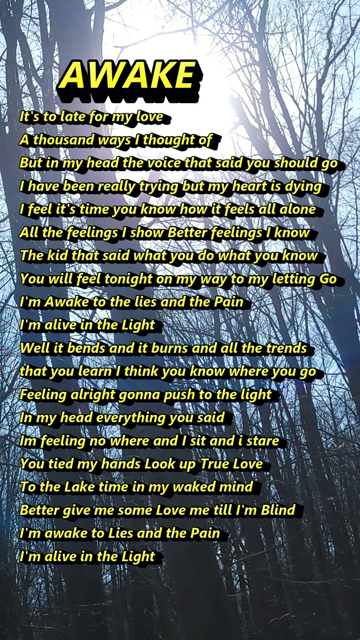 AWAKE
It's to late for my love
A thousand ways I thought of
But in my head the voice that said you should go
I have been really trying but my heart is dying
I feel it's time you know how it feels all alone
All the feelings I show Better feelings I know
The kid that said what you do what you know
You will feel tonight on my way to my letting Go
I'm Awake to the lies and the Pain
I'm alive in the Light
Well it bends and it burns and all the trends
that you learn I think you know where you go
Feeling alright gonna push to the light
In my head everything you said
Im feeling no where and I sit and i stare
You tied my hands Look up True Love
To the Lake time in my waked mind
Better give me some Love me till I'm Blind
I'm awake to Lies and the Pain
I'm alive in the Light